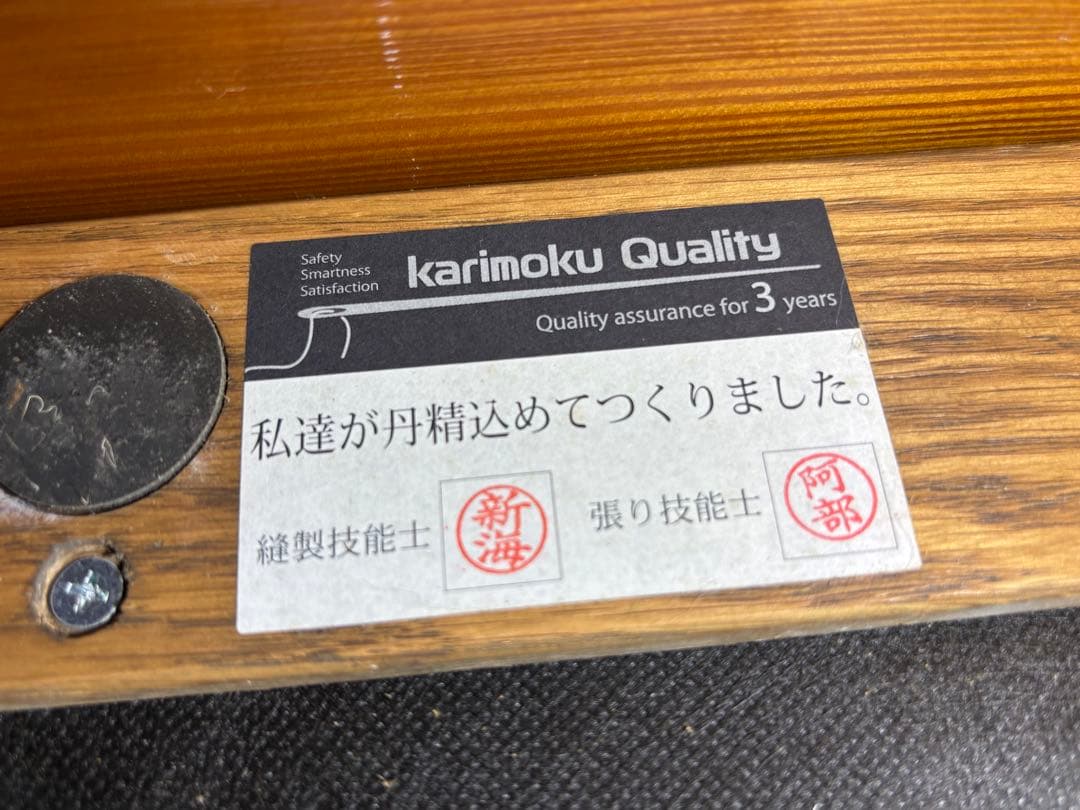 Safety
Smartness
Satisfaction
karimoku Quality
Quality assurance for 3 years
私達が丹精込めてつくりました。
縫製技能士 新海
張り技能士 阿部